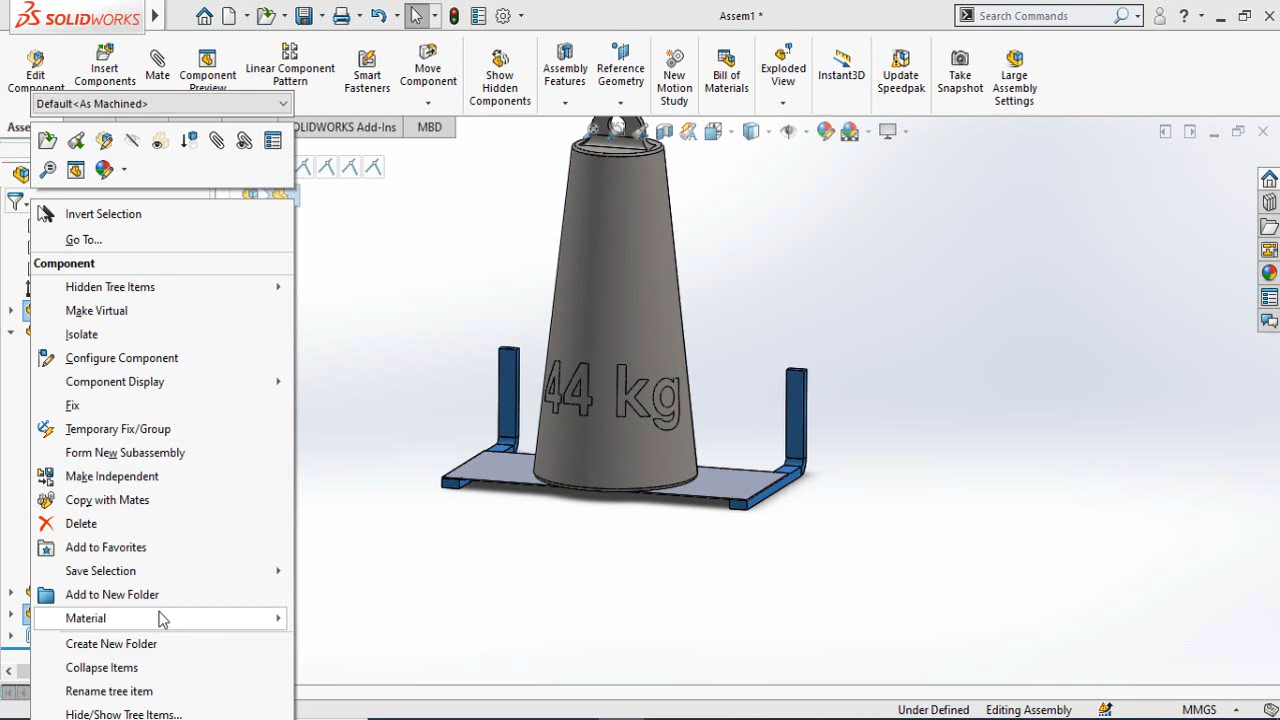 SOLIDWORKS
Assem1 *
Search Commands
Edit
Insert
Components
Mate
Component
Preview
Linear Component
Pattern
Smart
Fasteners
Move
Component
Show
Hidden
Components
Assembly
Features
Reference
Geometry
New
Motion
Study
Bill of
Materials
Exploded
View
Instant3D
Update
Speedpak
Take
Snapshot
Large
Assembly
Settings
Default<As Machined>
OLIDWORKS Add-Ins
MBD
Invert Selection
Go To...
Component
Hidden Tree Items
Make Virtual
Isolate
Configure Component
Component Display
Fix
Temporary Fix/Group
Form New Subassembly
Make Independent
Copy with Mates
Delete
Add to Favorites
Save Selection
Add to New Folder
Material
Create New Folder
Collapse Items
Rename tree item
Hide/Show Tree Items...
44 kg
Under Defined
Editing Assembly
MMGS